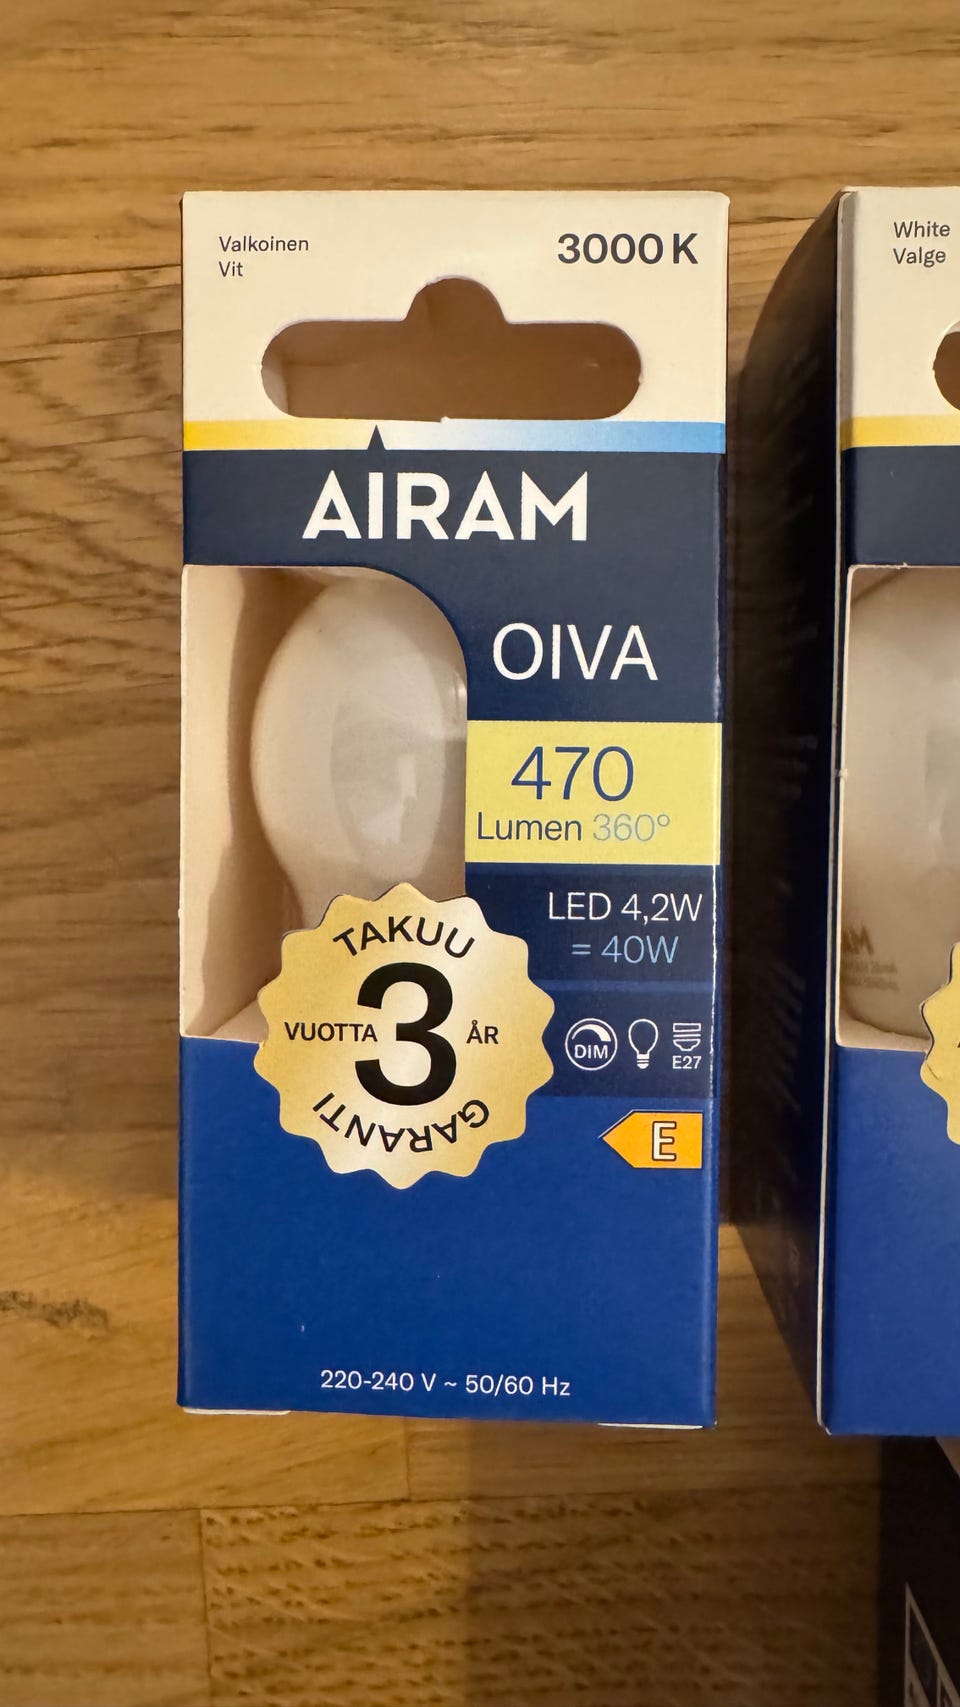 Valkoinen
Vit
3000 K
AIRAM
OIVA
470
Lumen 360°
LED 4,2W
= 40W
DIM
E27
E
TAKUU
VUOTTA 3 ÅR
GARANTI
220-240 V ~ 50/60 Hz
White
Valge